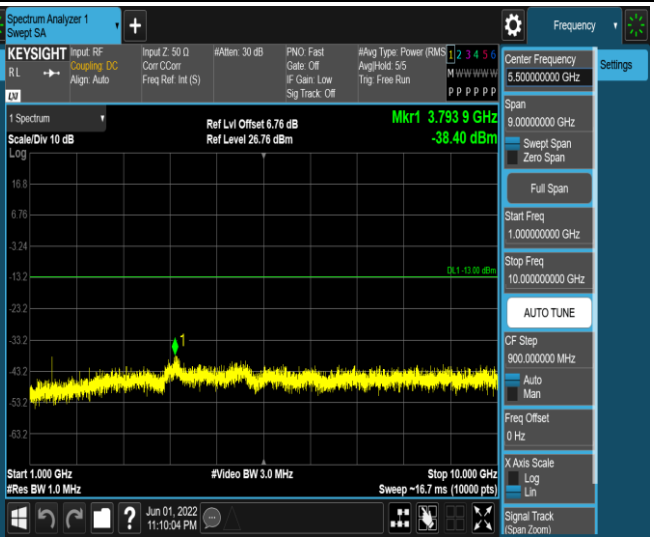 Spectrum Analyzer 1
Swept SA
Frequency
KEYSIGHT
RL
Input: RF
Coupling: DC
Align: Auto
Input Z: 50 Ω
Corr CCorr
Freq Ref: Int (S)
#Atten: 30 dB
PNO: Fast
Gate: Off
IF Gain: Low
Sig Track: Off
#Avg Type: Power (RMS
Avg|Hold: 5/5
Trig: Free Run
1 2 3 4 5 6
M W W W W W
P P P P P P
LXI
1 Spectrum
Scale/Div 10 dB
Log
Ref Lvl Offset 6.76 dB
Ref Level 26.76 dBm
Mkr1 3.793 9 GHz
-38.40 dBm
16.8
6.76
-3.24
-13.2
-23.2
-33.2
-43.2
-53.2
-63.2
DL1 -13.00 dBm
1
Start 1.000 GHz
#Res BW 1.0 MHz
#Video BW 3.0 MHz
Stop 10.000 GHz
Sweep ~16.7 ms (10000 pts)
Jun 01, 2022
11:10:04 PM
Center Frequency
5.500000000 GHz
Span
9.00000000 GHz
Swept Span
Zero Span
Full Span
Start Freq
1.000000000 GHz
Stop Freq
10.000000000 GHz
AUTO TUNE
CF Step
900.000000 MHz
Auto
Man
Freq Offset
0 Hz
X Axis Scale
Log
Lin
Signal Track
(Span Zoom)
Settings